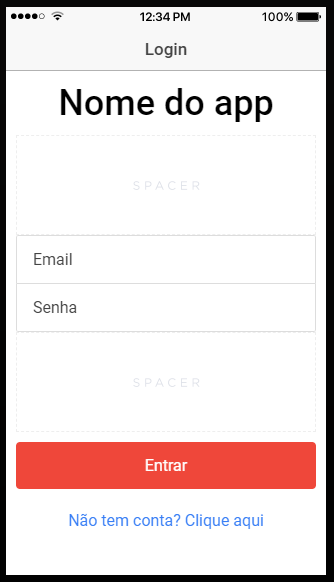 12:34 PM
100%
Login
Nome do app
SPACER
Email
Senha
SPACER
Entrar
Não tem conta? Clique aqui